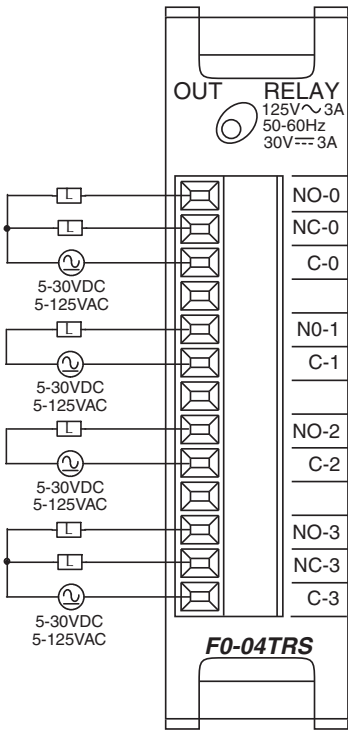 OUT RELAY
125V∼3A
50-60Hz
30V⎓3A
L NO-0
L NC-0
C-0
5-30VDC
5-125VAC
L N0-1
C-1
5-30VDC
5-125VAC
L NO-2
C-2
5-30VDC
5-125VAC
L NO-3
L NC-3
C-3
5-30VDC
5-125VAC
F0-04TRS